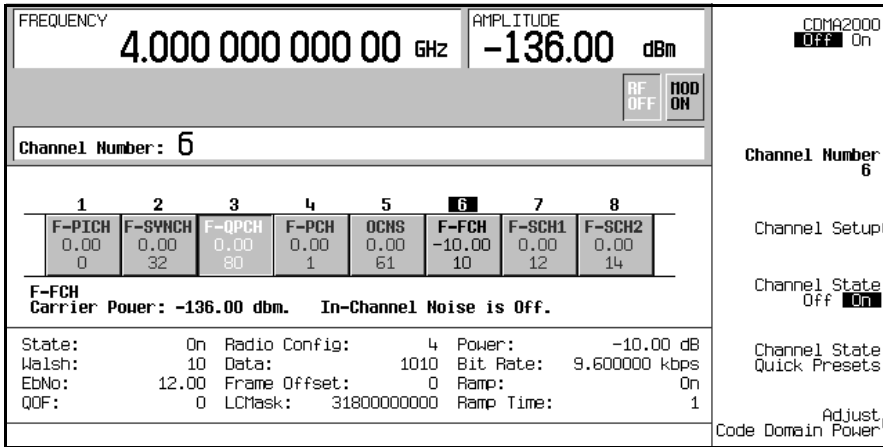 FREQUENCY
4.000 000 000 00 GHz
AMPLITUDE
-136.00 dBm
RF OFF
MOD ON
Channel Number: 6
1 2 3 4 5 6 7 8
F-PICH F-SYNCH F-QPCH F-PCH OCNS F-FCH F-SCH1 F-SCH2
0.00 0.00 0.00 0.00 0.00 -10.00 0.00 0.00
0 32 80 1 61 10 12 14
F-FCH
Carrier Power: -136.00 dbm. In-Channel Noise is Off.
State: On Radio Config: 4 Power: -10.00 dB
Walsh: 10 Data: 1010 Bit Rate: 9.600000 kbps
EbNo: 12.00 Frame Offset: 0 Ramp: On
QOF: 0 LCMask: 31800000000 Ramp Time: 1
CDMA2000
Off On
Channel Number
6
Channel Setup
Channel State
Off On
Channel State
Quick Presets
Adjust
Code Domain Power